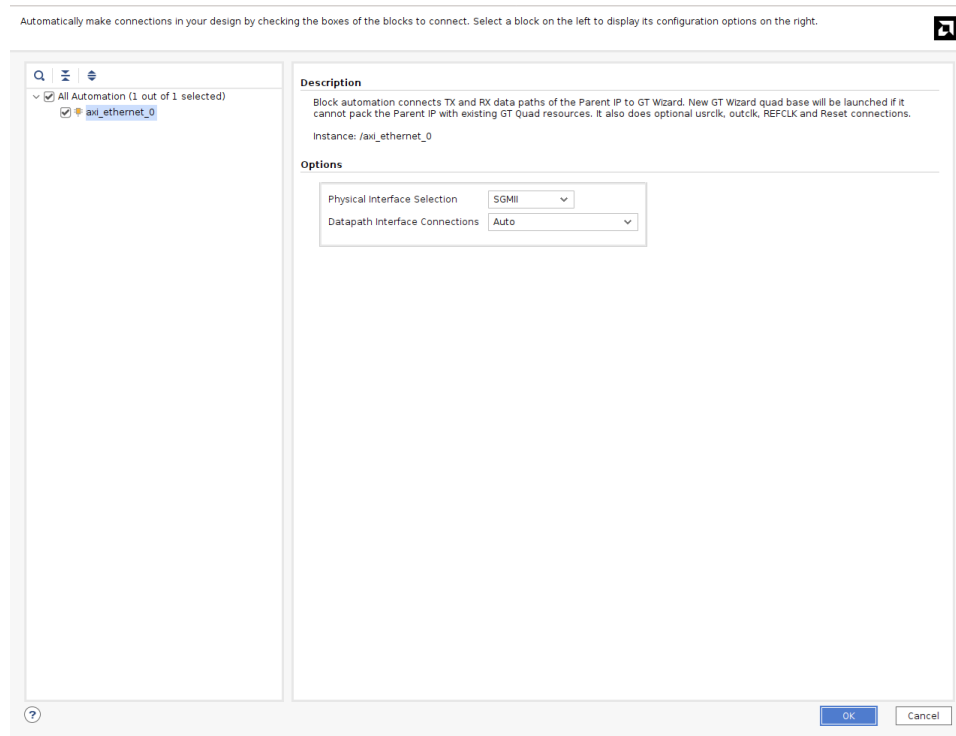 Automatically make connections in your design by checking the boxes of the blocks to connect. Select a block on the left to display its configuration options on the right.
All Automation (1 out of 1 selected)
axi_ethernet_0
Description
Block automation connects TX and RX data paths of the Parent IP to GT Wizard. New GT Wizard quad base will be launched if it
cannot pack the Parent IP with existing GT Quad resources. It also does optional usrclk, outclk, REFCLK and Reset connections.
Instance: /axi_ethernet_0
Options
Physical Interface Selection SGMII
Datapath Interface Connections Auto
?
OK Cancel